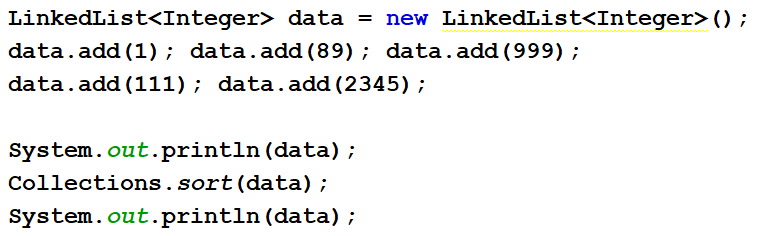 LinkedList<Integer> data = new LinkedList<Integer>();
data.add(1); data.add(89); data.add(999);
data.add(111); data.add(2345);
System.out.println(data);
Collections.sort(data);
System.out.println(data);